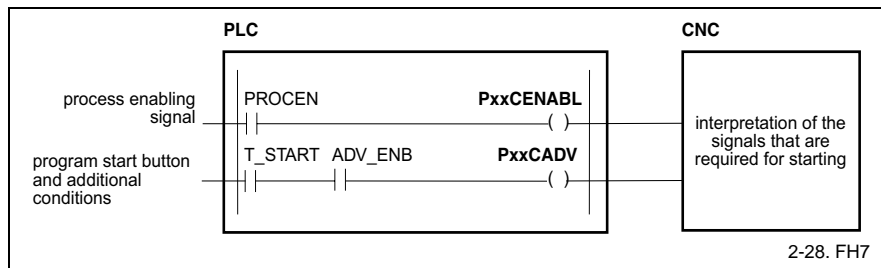 PLC
CNC
process enabling
signal
PROCEN
PxxCENABL
( )
program start button
and additional
conditions
T_START ADV_ENB
PxxCADV
( )
interpretation of the
signals that are
required for starting
2-28. FH7